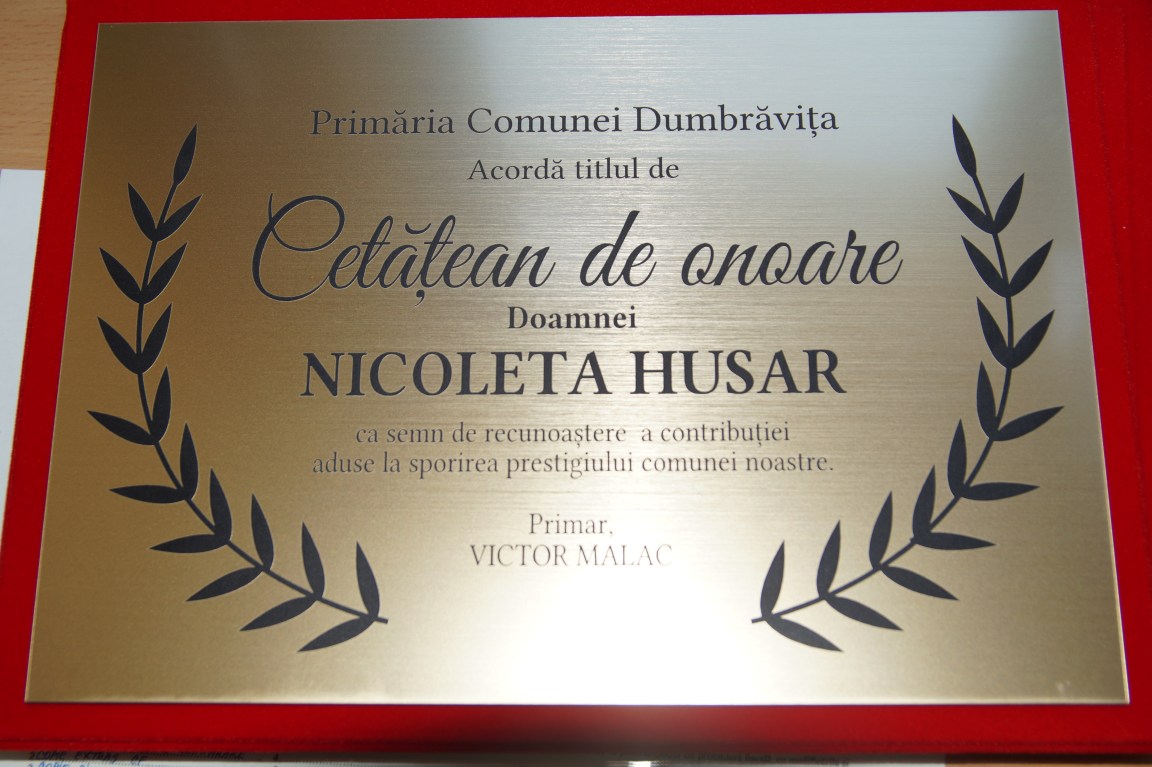 Primăria Comunei Dumbrăvița
Acordă titlul de
Cetățean de onoare
Doamnei
NICOLETA HUSAR
ca semn de recunoaștere a contribuției
aduse la sporirea prestigiului comunei noastre.
Primar,
VICTOR MALAC